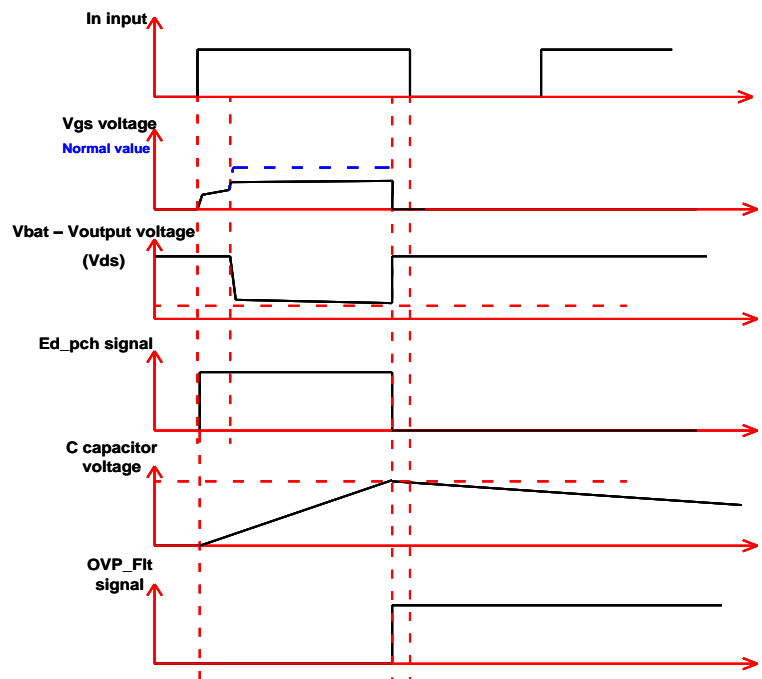 In input
Vgs voltage
Normal value
Vbat – Voutput voltage
(Vds)
Ed_pch signal
C capacitor
voltage
OVP_Flt
signal